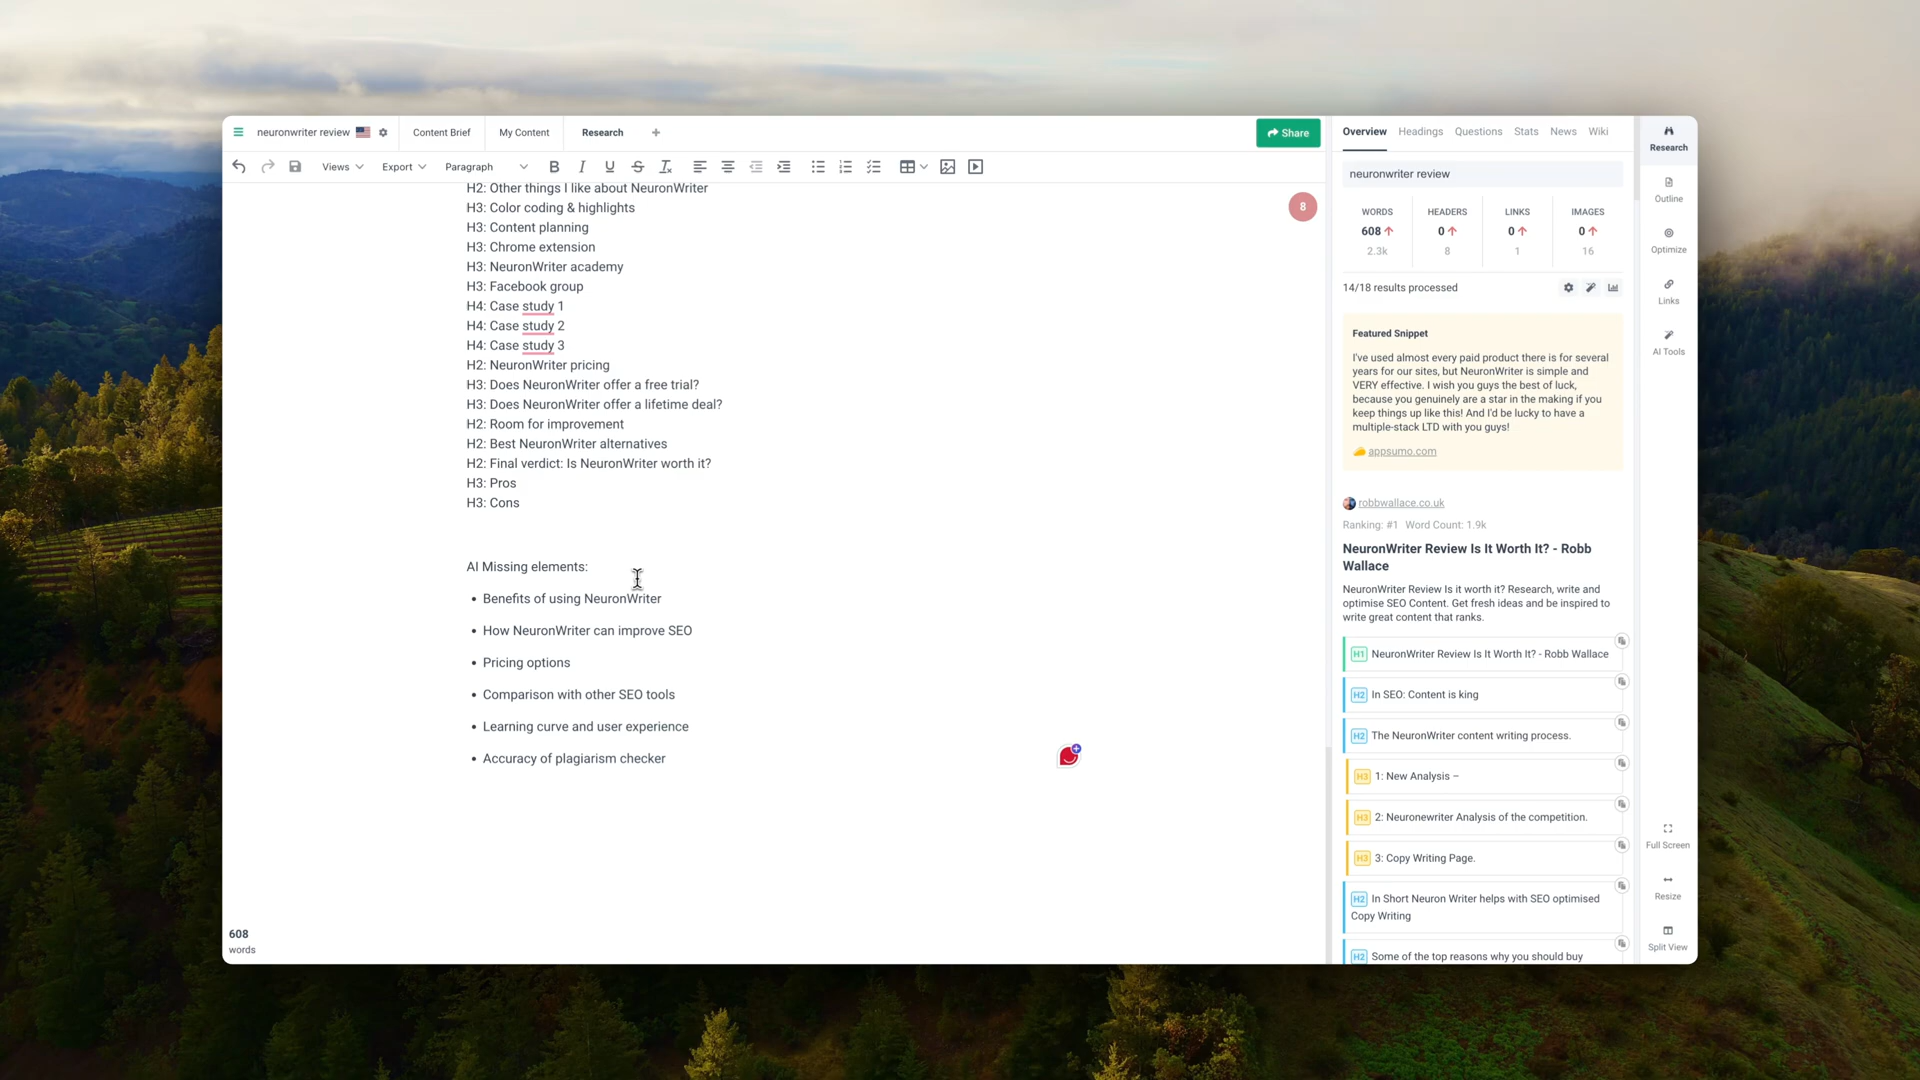 neuronwriter review
Content Brief
My Content
Research
+
Share
Views
Export
Paragraph
B
I
U
S
H2: Other things I like about NeuronWriter
H3: Color coding & highlights
H3: Content planning
H3: Chrome extension
H3: NeuronWriter academy
H3: Facebook group
H4: Case study 1
H4: Case study 2
H4: Case study 3
H2: NeuronWriter pricing
H3: Does NeuronWriter offer a free trial?
H3: Does NeuronWriter offer a lifetime deal?
H2: Room for improvement
H2: Best NeuronWriter alternatives
H2: Final verdict: Is NeuronWriter worth it?
H3: Pros
H3: Cons
AI Missing elements:
• Benefits of using NeuronWriter
• How NeuronWriter can improve SEO
• Pricing options
• Comparison with other SEO tools
• Learning curve and user experience
• Accuracy of plagiarism checker
8
608
words
Overview
Headings
Questions
Stats
News
Wiki
neuronwriter review
WORDS HEADERS LINKS IMAGES
608 0 0 0
2.3k 8 1 16
14/18 results processed
Featured Snippet
I've used almost every paid product there is for several
years for our sites, but NeuronWriter is simple and
VERY effective. I wish you guys the best of luck,
because you genuinely are a star in the making if you
keep things up like this! And I'd be lucky to have a
multiple-stack LTD with you guys!
appsumo.com
robbwallace.co.uk
Ranking: #1 Word Count: 1.9k
NeuronWriter Review Is It Worth It? - Robb
Wallace
NeuronWriter Review Is it worth it? Research, write and
optimise SEO Content. Get fresh ideas and be inspired to
write great content that ranks.
H1 NeuronWriter Review Is It Worth It? - Robb Wallace
H2 In SEO: Content is king
H2 The NeuronWriter content writing process.
H3 1: New Analysis –
H3 2: Neuronewriter Analysis of the competition.
H3 3: Copy Writing Page.
H2 In Short Neuron Writer helps with SEO optimised
Copy Writing
H2 Some of the top reasons why you should buy
Research
Outline
Optimize
Links
AI Tools
Full Screen
Resize
Split View